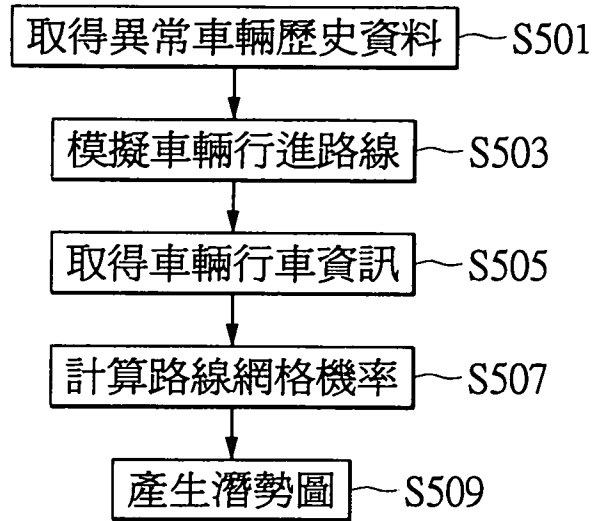 取得異常車輛歷史資料 S501
模擬車輛行進路線 S503
取得車輛行車資訊 S505
計算路線網格機率 S507
產生潛勢圖 S509